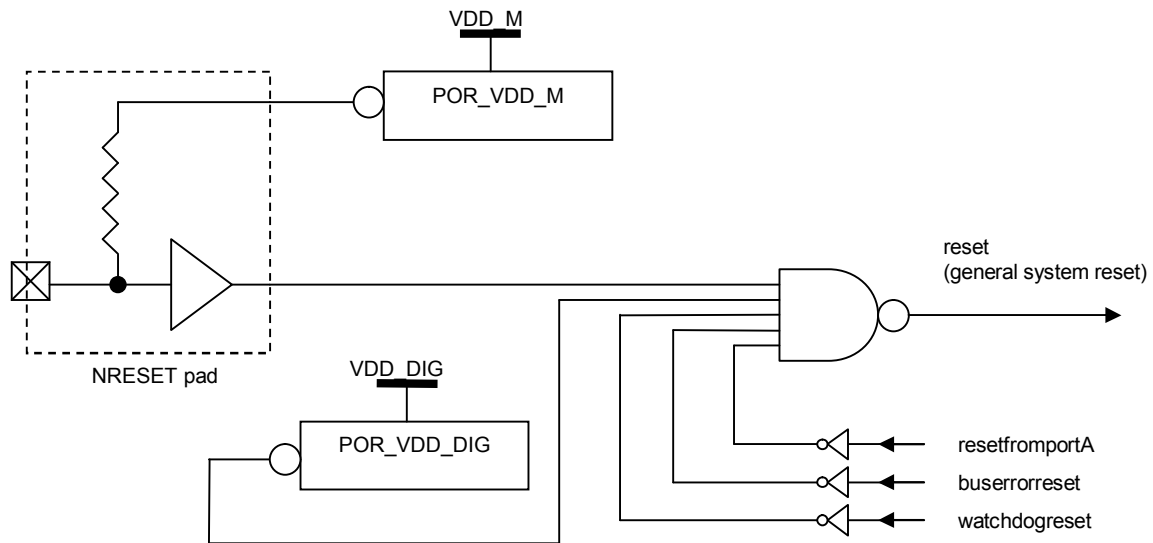 VDD_M
POR_VDD_M
reset
(general system reset)
NRESET pad
VDD_DIG
POR_VDD_DIG
resetfromportA
buserrorreset
watchdogreset